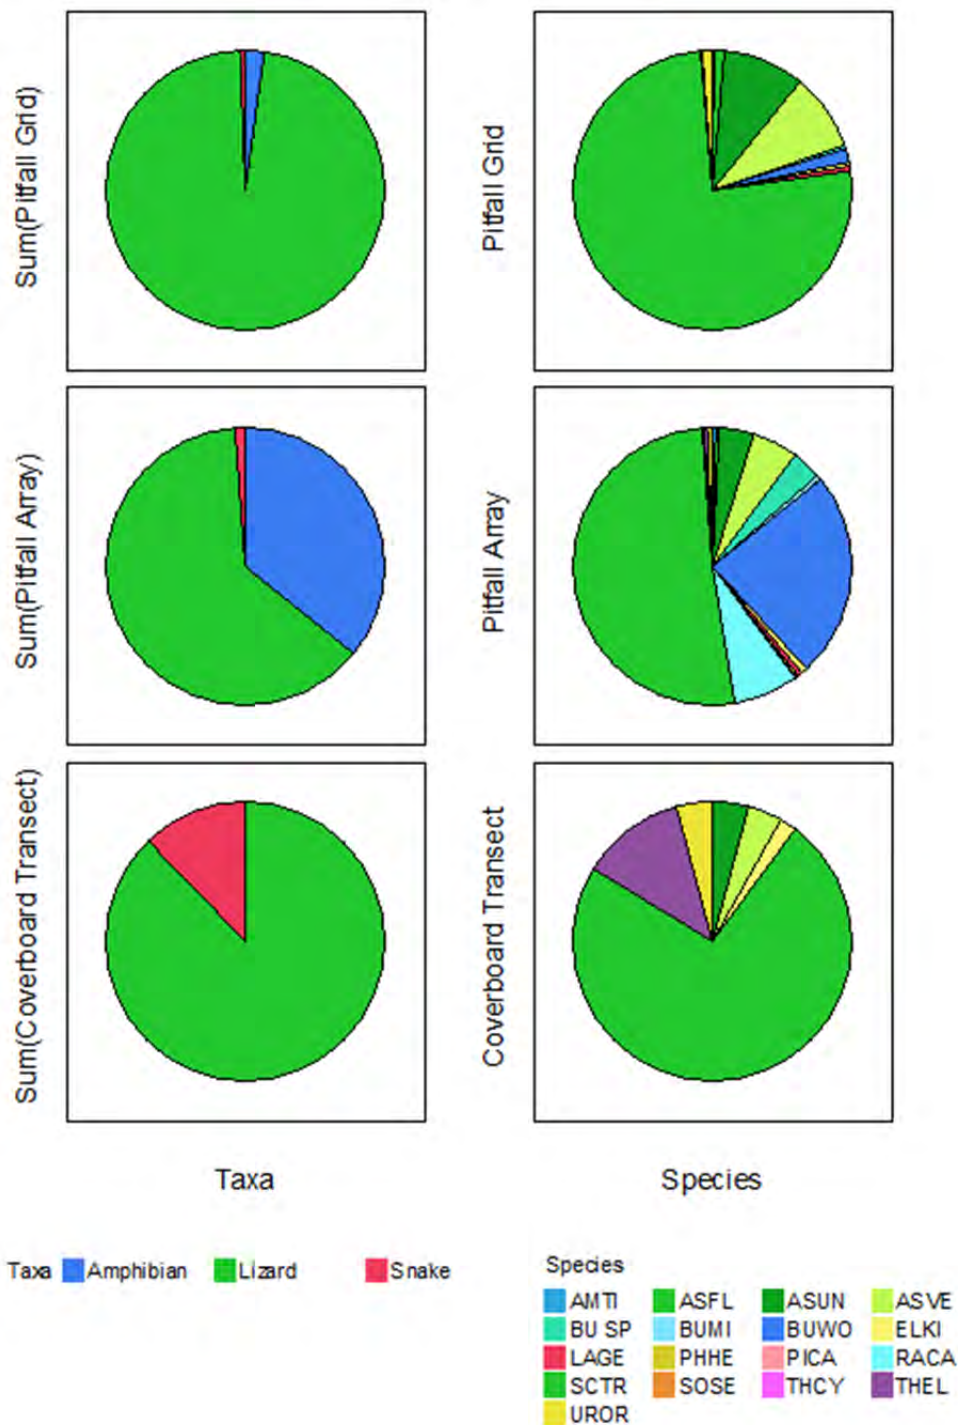 Sum(Pitfall Grid)
Pitfall Grid
Sum(Pitfall Array)
Pitfall Array
Sum(Coverboard Transect)
Coverboard Transect
Taxa
Species
Taxa Amphibian Lizard Snake
Species
AMTI ASFL ASUN ASVE
BU SP BUMI BUWO ELKI
LAGE PHHE PICA RACA
SCTR SOSE THCY THEL
UROR